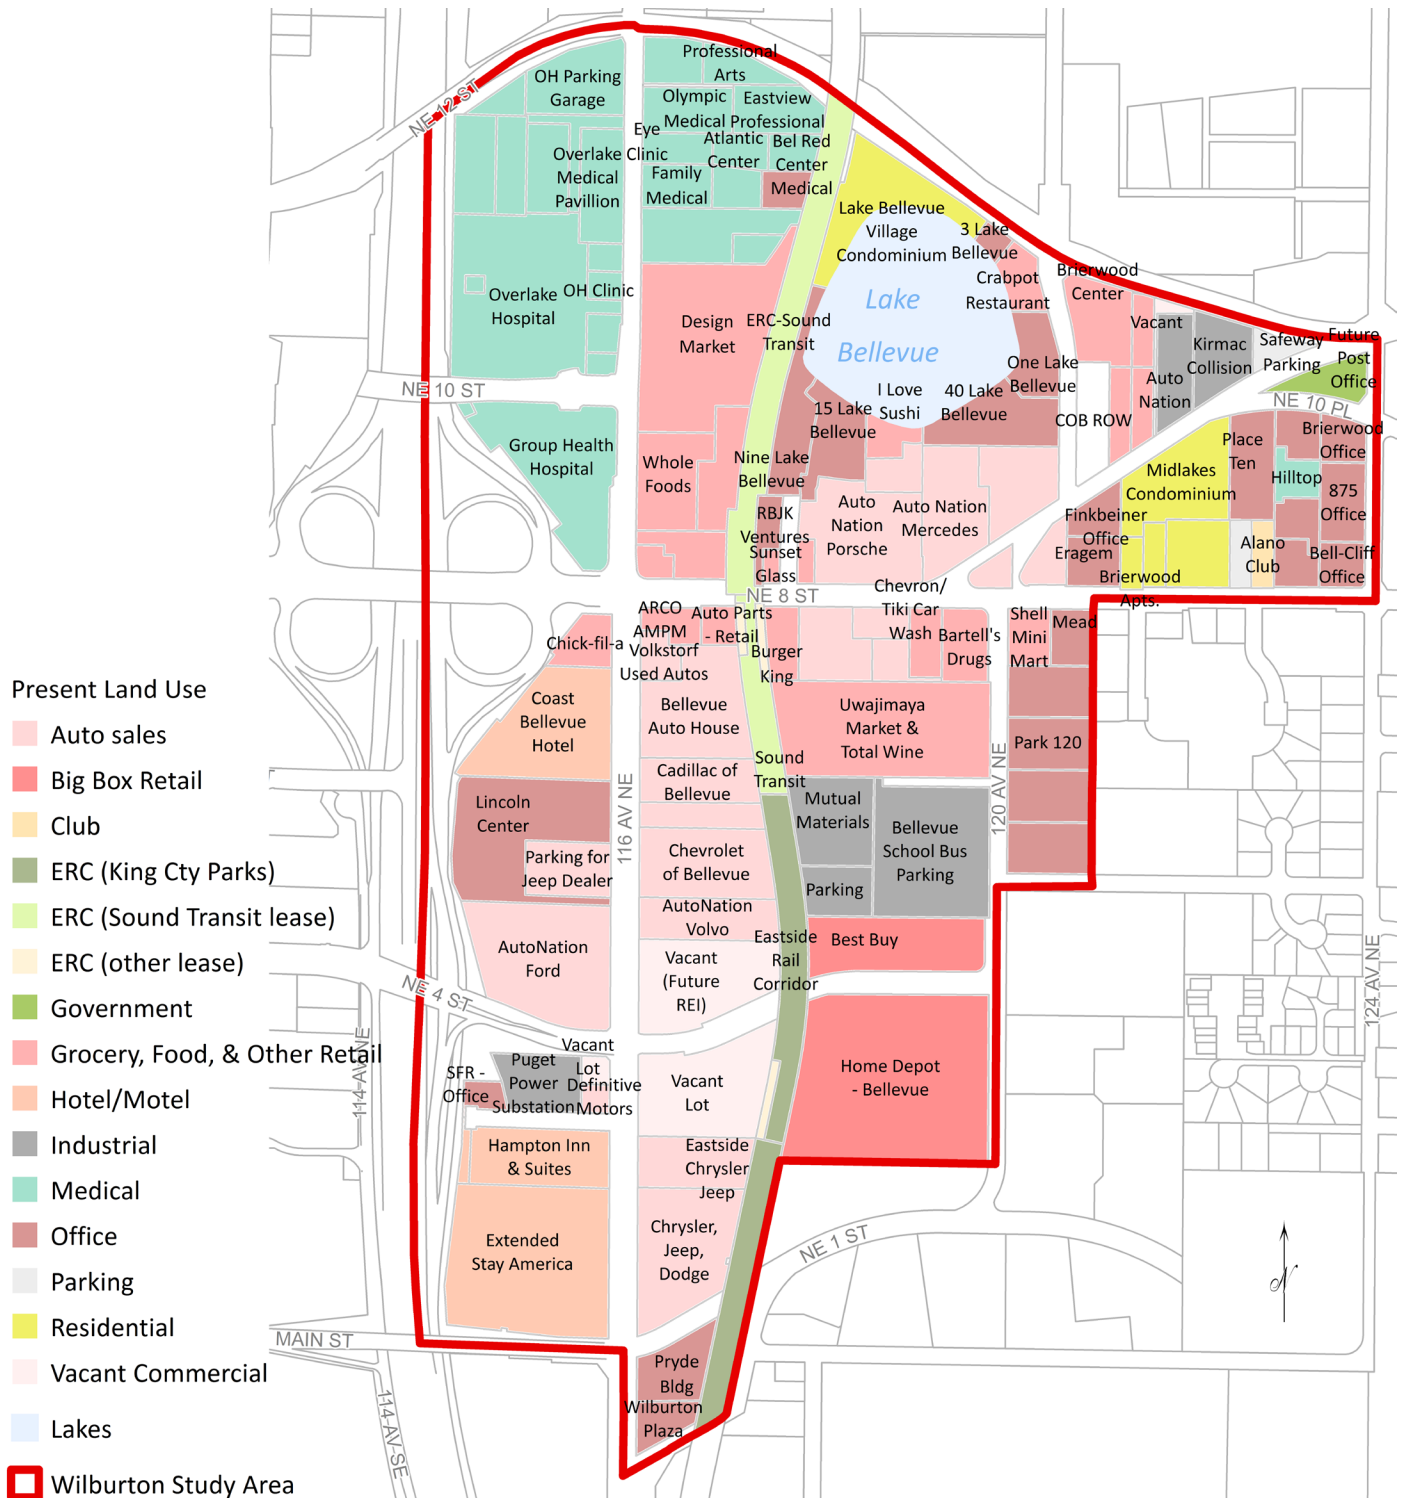 Professional
Arts
OH Parking
Garage
Olympic
Medical
Eastview
Professional
NE 12 ST
Eye
Clinic
Atlantic
Center
Bel Red
Center
Overlake
Medical
Pavillion
Family
Medical
Medical
Lake Bellevue
Village
Condominium
3 Lake
Bellevue
Crabpot
Restaurant
Brierwood
Center
Overlake
Hospital
OH Clinic
Lake
Bellevue
Design
Market
ERC-Sound
Transit
Vacant
Kirmac
Collision
Safeway
Parking
Future
Post
Office
One Lake
Bellevue
Auto
Nation
NE 10 ST
NE 10 PL
I Love
Sushi
40 Lake
Bellevue
15 Lake
Bellevue
COB ROW
Place
Ten
Brierwood
Office
Group Health
Hospital
Whole
Foods
Nine Lake
Bellevue
Midlakes
Condominium
Hilltop
875
Office
Auto
Nation
Porsche
Auto Nation
Mercedes
RBJK
Ventures
Finkbeiner
Office
Sunset
Glass
Eragem
Alano
Club
Bell-Cliff
Office
Brierwood
Apts.
NE 8 ST
Chevron/
Tiki Car
Wash
ARCO
AMPM
Auto Parts
- Retail
Shell
Mini
Mart
Mead
Chick-fil-a
Volkstorf
Used Autos
Burger
King
Bartell's
Drugs
Coast
Bellevue
Hotel
Bellevue
Auto House
Uwajimaya
Market &
Total Wine
Park 120
Sound
Transit
Cadillac of
Bellevue
120 AV NE
116 AV NE
Lincoln
Center
Mutual
Materials
Bellevue
School Bus
Parking
Parking for
Jeep Dealer
Chevrolet
of Bellevue
Parking
AutoNation
Volvo
AutoNation
Ford
Eastside
Rail
Corridor
Best Buy
Vacant
(Future
REI)
NE 4 ST
124 AV NE
114 AV NE
Vacant
Lot
Puget
Power
Substation
SFR -
Office
Definitive
Motors
Vacant
Lot
Home Depot
- Bellevue
Hampton Inn
& Suites
Eastside
Chrysler
Jeep
Extended
Stay America
Chrysler,
Jeep,
Dodge
NE 1 ST
N
MAIN ST
Pryde
Bldg
Wilburton
Plaza
114 AV SE
Present Land Use
Auto sales
Big Box Retail
Club
ERC (King Cty Parks)
ERC (Sound Transit lease)
ERC (other lease)
Government
Grocery, Food, & Other Retail
Hotel/Motel
Industrial
Medical
Office
Parking
Residential
Vacant Commercial
Lakes
Wilburton Study Area